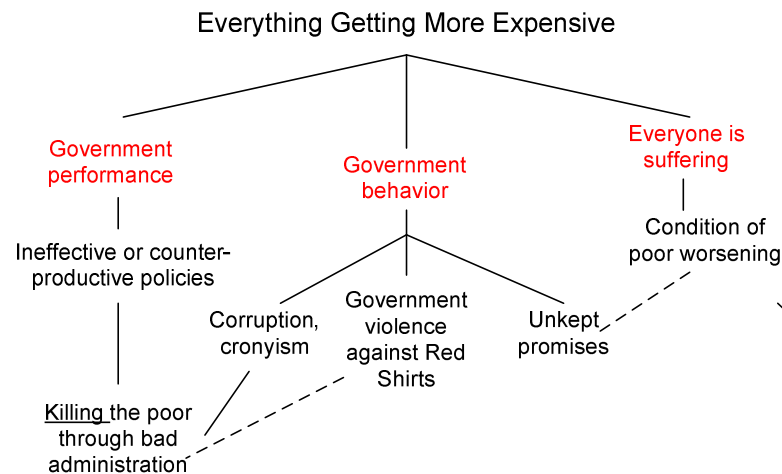 Everything Getting More Expensive
Government
performance
Government
behavior
Everyone is
suffering
Ineffective or counter-
productive policies
Condition of
poor worsening
Corruption,
cronyism
Government
violence
against Red
Shirts
Unkept
promises
Killing the poor
through bad
administration